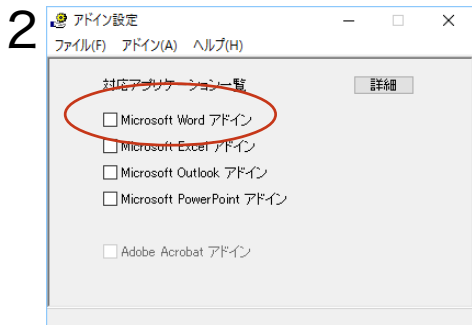 2
アドイン設定
ファイル(F) アドイン(A) ヘルプ(H)
対応アプリケーション一覧 詳細
Microsoft Word アドイン
Microsoft Excel アドイン
Microsoft Outlook アドイン
Microsoft PowerPoint アドイン
Adobe Acrobat アドイン